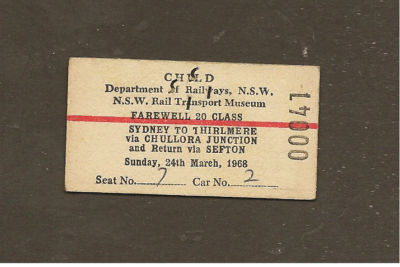 CHILD
Department of Railways, N.S.W.
N.S.W. Rail Transport Museum
FAREWELL 20 CLASS
SYDNEY TO THIRLMERE
via CHULLORA JUNCTION
and Return via SEFTON
Sunday, 24th March, 1968
Seat No. 7 Car No. 2
17000